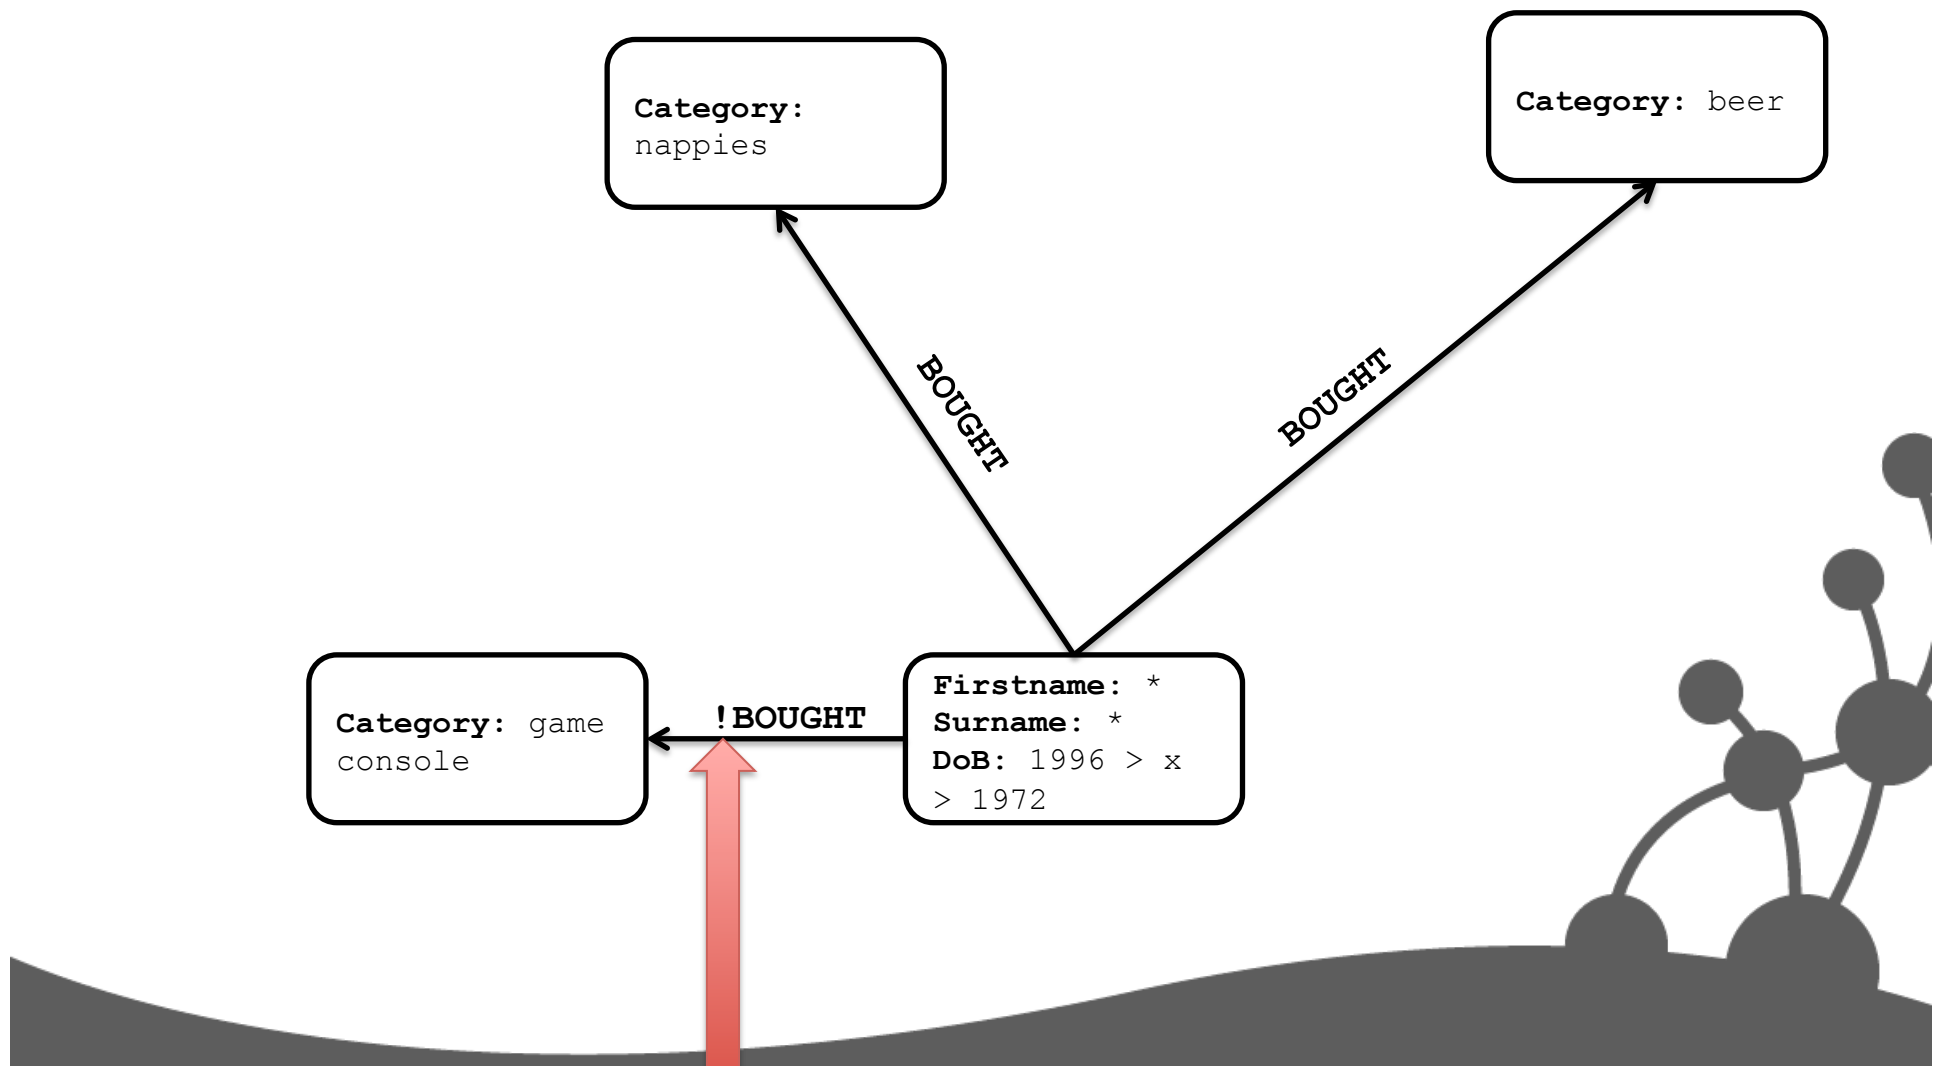 Category:
nappies
Category: beer
BOUGHT
BOUGHT
Category: game
console
!BOUGHT
Firstname: *
Surname: *
DoB: 1996 > x
> 1972